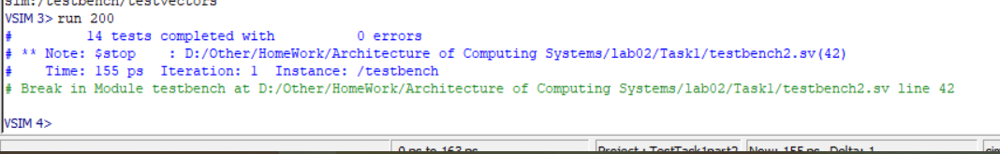 sim:/testbench/testvectors
VSIM 3> run 200
#          14 tests completed with          0 errors
# ** Note: $stop    : D:/Other/HomeWork/Architecture of Computing Systems/lab02/Task1/testbench2.sv(42)
#    Time: 155 ps  Iteration: 1  Instance: /testbench
# Break in Module testbench at D:/Other/HomeWork/Architecture of Computing Systems/lab02/Task1/testbench2.sv line 42
VSIM 4>
0 ps to 163 ps Project : TestTask1part2 Now: 155 ps Delta: 1 sim